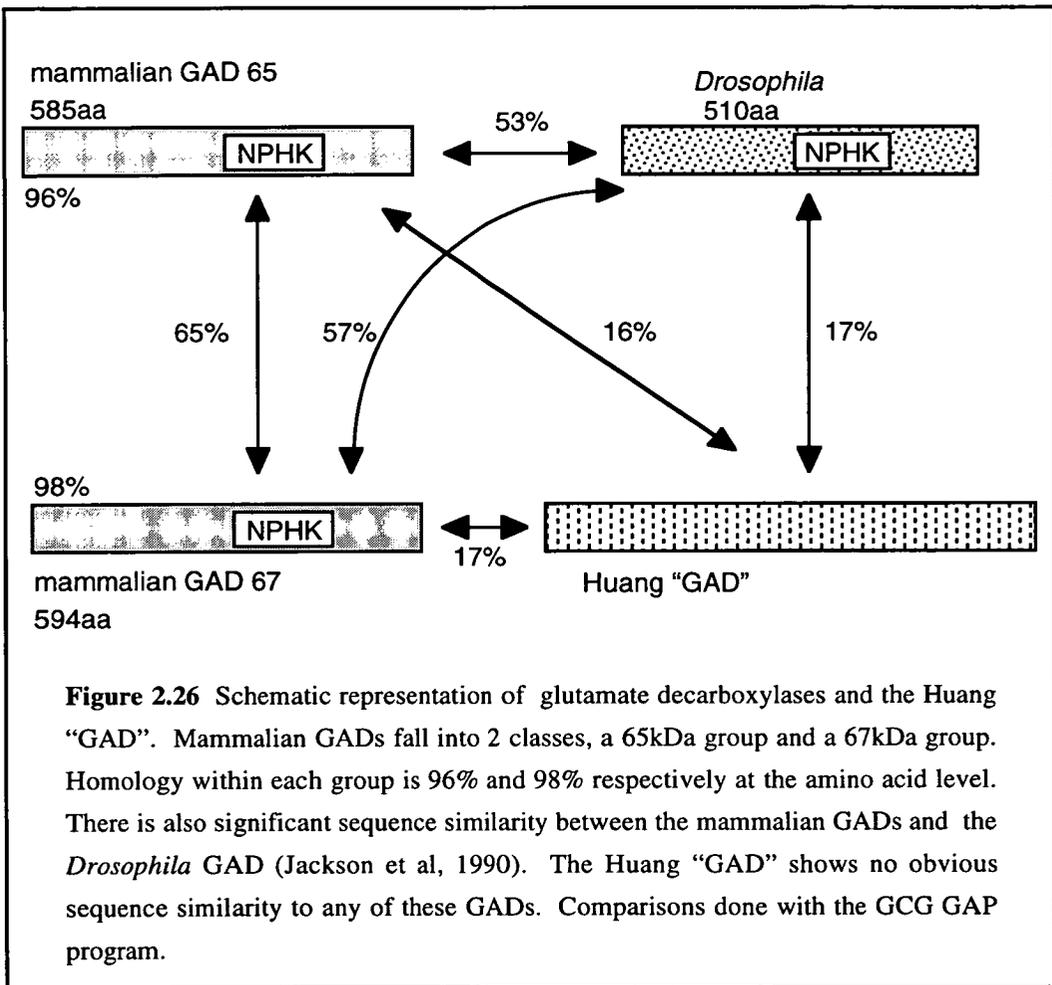 mammalian GAD 65
585aa
NPHK
96%
53%
Drosophila
510aa
NPHK
65%
57%
16%
17%
98%
NPHK
mammalian GAD 67
594aa
17%
Huang “GAD”
Figure 2.26 Schematic representation of glutamate decarboxylases and the Huang
“GAD”. Mammalian GADs fall into 2 classes, a 65kDa group and a 67kDa group.
Homology within each group is 96% and 98% respectively at the amino acid level.
There is also significant sequence similarity between the mammalian GADs and the
Drosophila GAD (Jackson et al, 1990). The Huang “GAD” shows no obvious
sequence similarity to any of these GADs. Comparisons done with the GCG GAP
program.